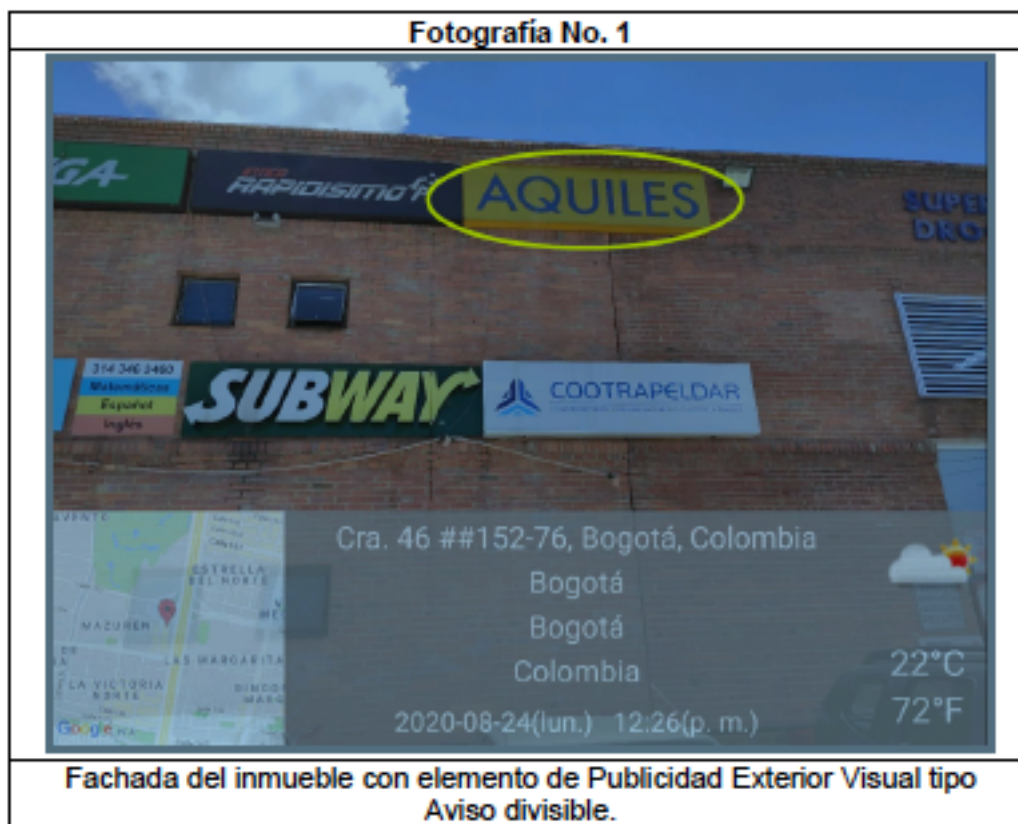 Fotografía No. 1
GA
RAPIDISIMO
AQUILES
SUPER
DRO
314 346 2460
Matemáticas
Español
Inglés
SUBWAY
COOTRAPELDAR
Cra. 46 ##152-76, Bogotá, Colombia
Bogotá
Bogotá
Colombia
2020-08-24(lun.) 12:26(p. m.)
22°C
72°F
ESTRELLA
DEL NORTE
MAZUREN
LAS MARGARITA
LA VICTORIA
NORTE
Google
Fachada del inmueble con elemento de Publicidad Exterior Visual tipo
Aviso divisible.